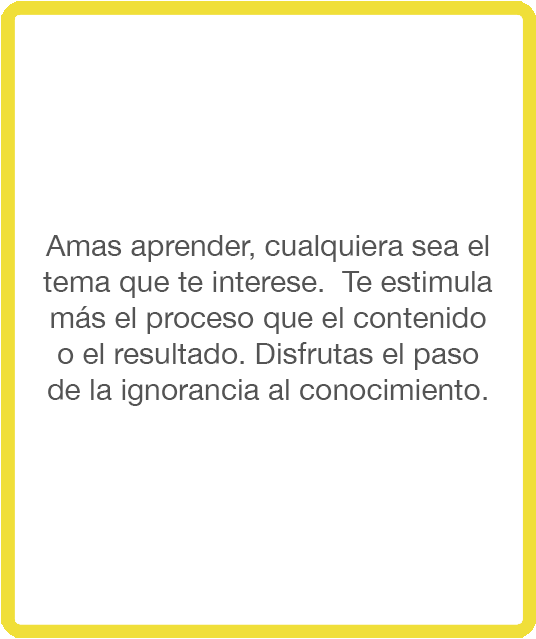 Amas aprender, cualquiera sea el
tema que te interese.  Te estimula
más el proceso que el contenido
o el resultado. Disfrutas el paso
de la ignorancia al conocimiento.